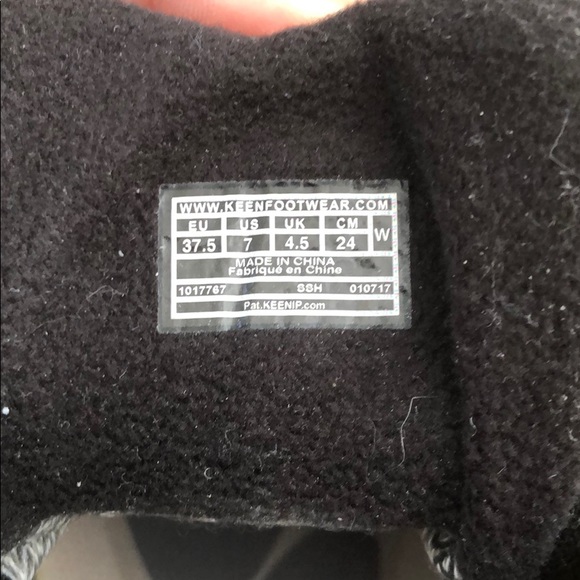 WWW.KEENFOOTWEAR.COM
EU US UK CM W
37.5 7 4.5 24
MADE IN CHINA
Fabriqué en Chine
1017767 SSH 010717
Pat.KEENIP.com